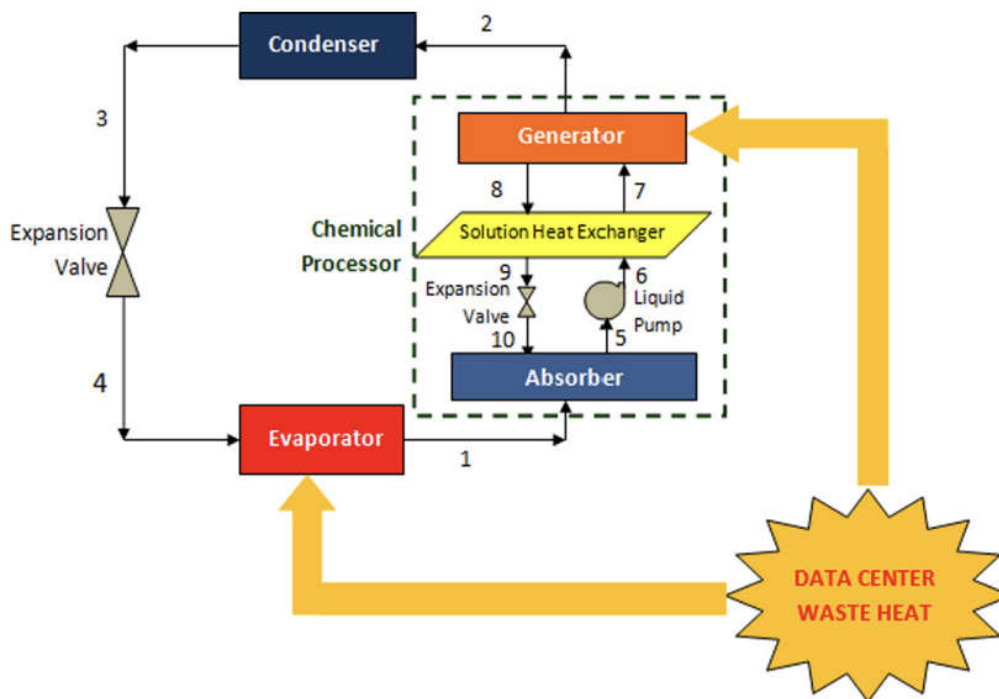 2
Condenser
3
Generator
8
7
Expansion
Valve
Chemical
Processor
Solution Heat Exchanger
9
6
Expansion
Valve
Liquid
Pump
10
5
4
Absorber
Evaporator
1
DATA CENTER
WASTE HEAT